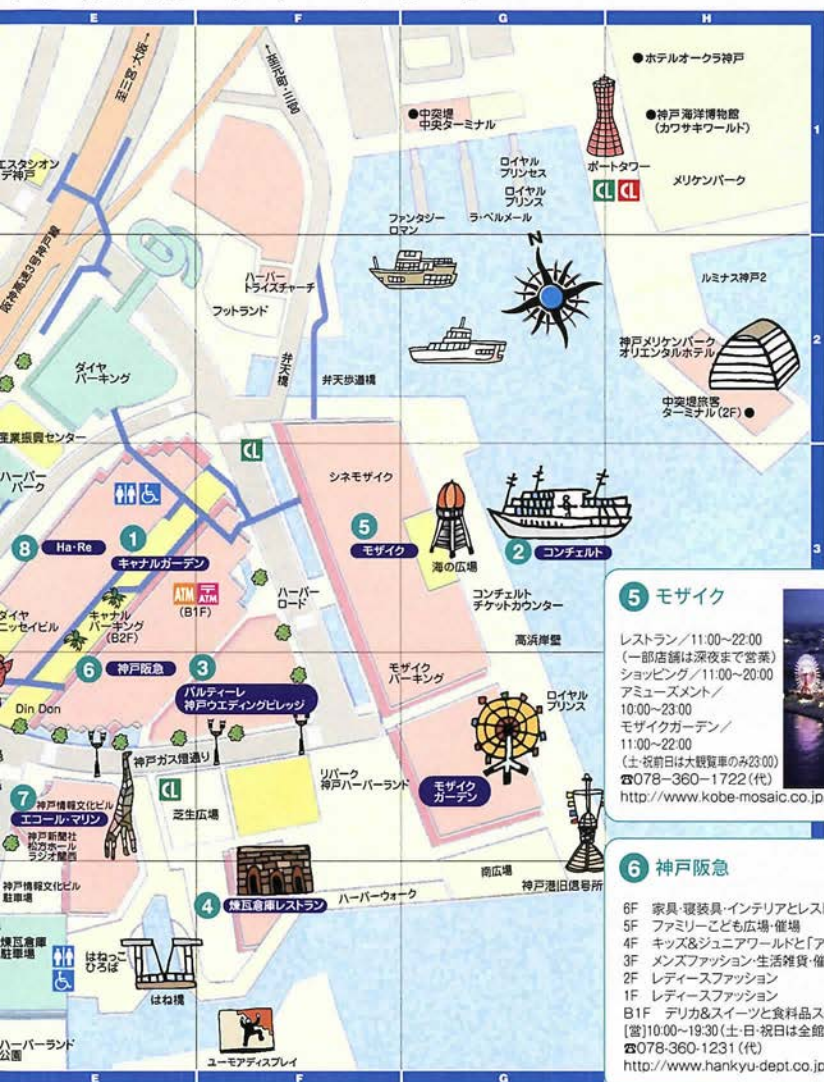 E
F
G
H
至三宮・大阪→
←至元町・三宮
●中突堤
中央ターミナル
●ホテルオークラ神戸
●神戸海洋博物館
(カワサキワールド)
ポートタワー
CL CL
メリケンパーク
1
エスタシオン
デ神戸
ロイヤル
プリンセス
ロイヤル
プリンス
ファンタジー
ロマン
ラ・ベルメール
N
阪神高速3号神戸線
ハーバー
トライズチャーチ
フットランド
弁天橋
弁天歩道橋
ダイヤ
パーキング
ルミナス神戸2
神戸メリケンパーク
オリエンタルホテル
中突堤旅客
ターミナル(2F)●
2
産業振興センター
ハーバー
パーク
CL
シネモザイク
8 Ha・Re
1
キャナルガーデン
5
モザイク
海の広場
2 コンチェルト
3
ATM ATM
(B1F)
ハーバー
ロード
コンチェルト
チケットカウンター
高浜岸壁
ダイヤ
ニッセイビル
キャナル
パーキング
(B2F)
6 神戸阪急
3
パルティーレ
神戸ウエディングビレッジ
モザイク
パーキング
ロイヤル
プリンス
Din Don
神戸ガス燈通り
リパーク
神戸ハーバーランド
モザイク
ガーデン
7
神戸情報文化ビル
エコール・マリン
神戸新聞社
松方ホール
ラジオ関西
CL
芝生広場
南広場
神戸港旧信号所
神戸情報文化ビル
駐車場
4 煉瓦倉庫レストラン
ハーバーウォーク
煉瓦倉庫
駐車場
はねっこ
ひろば
はね橋
ハーバーランド
公園
ユーモアディスプレイ
5 モザイク
レストラン/11:00~22:00
(一部店舗は深夜まで営業)
ショッピング/11:00~20:00
アミューズメント/
10:00~23:00
モザイクガーデン/
11:00~22:00
(土・祝前日は大観覧車のみ23:00)
☎078-360-1722(代)
http://www.kobe-mosaic.co.jp
6 神戸阪急
6F 家具・寝装具・インテリアとレスト
5F ファミリーこども広場・催場
4F キッズ&ジュニアワールドと「ア
3F メンズファッション・生活雑貨・催
2F レディースファッション
1F レディースファッション
B1F デリカ&スイーツと食料品ス
[営]10:00~19:30(土・日・祝日は全館
☎078-360-1231(代)
http://www.hankyu-dept.co.jp
E
F
G